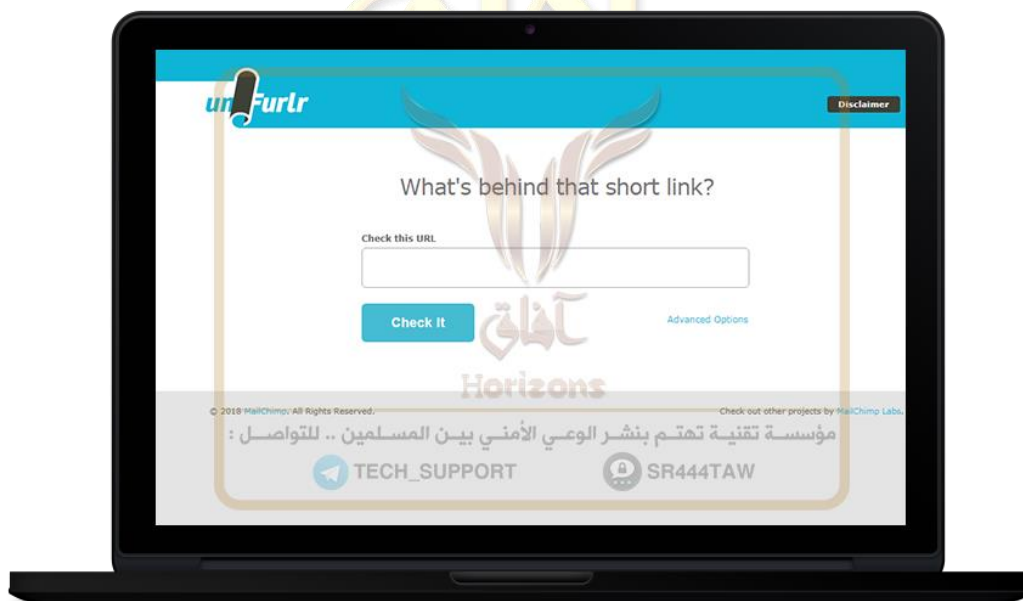 unFurlr
Disclaimer
What's behind that short link?
Check this URL
Check It
Advanced Options
آفاق
Horizons
© 2018 MailChimp. All Rights Reserved.
Check out other projects by MailChimp Labs.
مؤسسة تقنية تهتم بنشر الوعي الأمني بين المسلمين .. للتواصل :
TECH_SUPPORT
SR444TAW